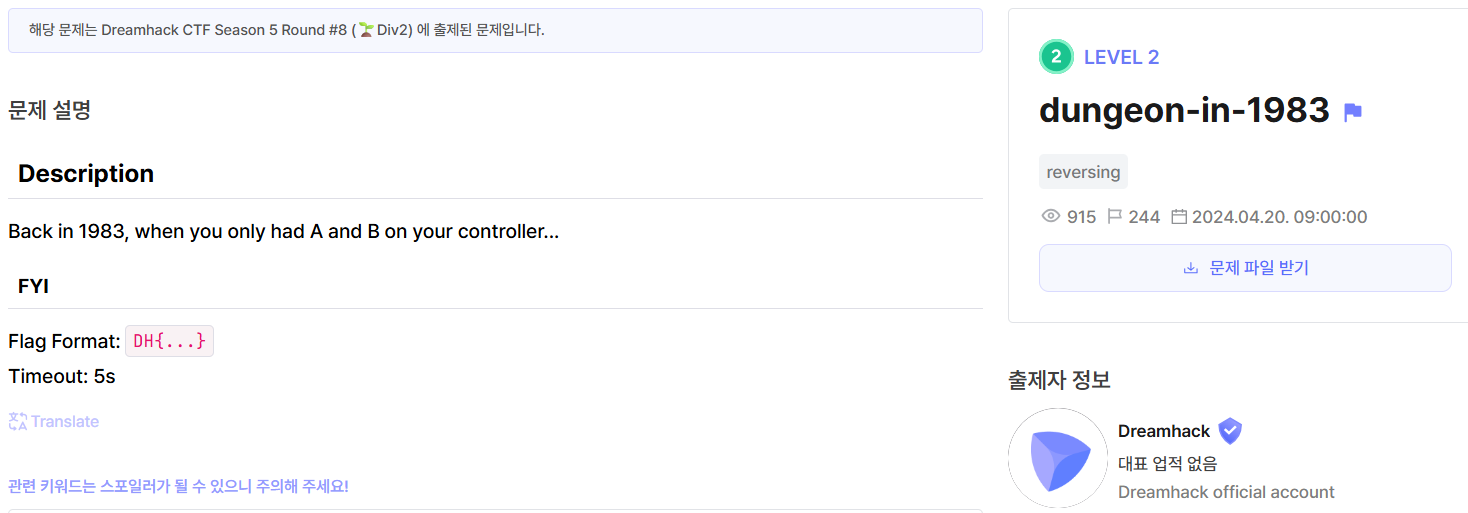 해당 문제는 Dreamhack CTF Season 5 Round #8 (🌱Div2) 에 출제된 문제입니다.
문제 설명
Description
Back in 1983, when you only had A and B on your controller...
FYI
Flag Format: DH{...}
Timeout: 5s
Translate
관련 키워드는 스포일러가 될 수 있으니 주의해 주세요!
2 LEVEL 2
dungeon-in-1983
reversing
915 244 2024.04.20. 09:00:00
문제 파일 받기
출제자 정보
Dreamhack
대표 업적 없음
Dreamhack official account